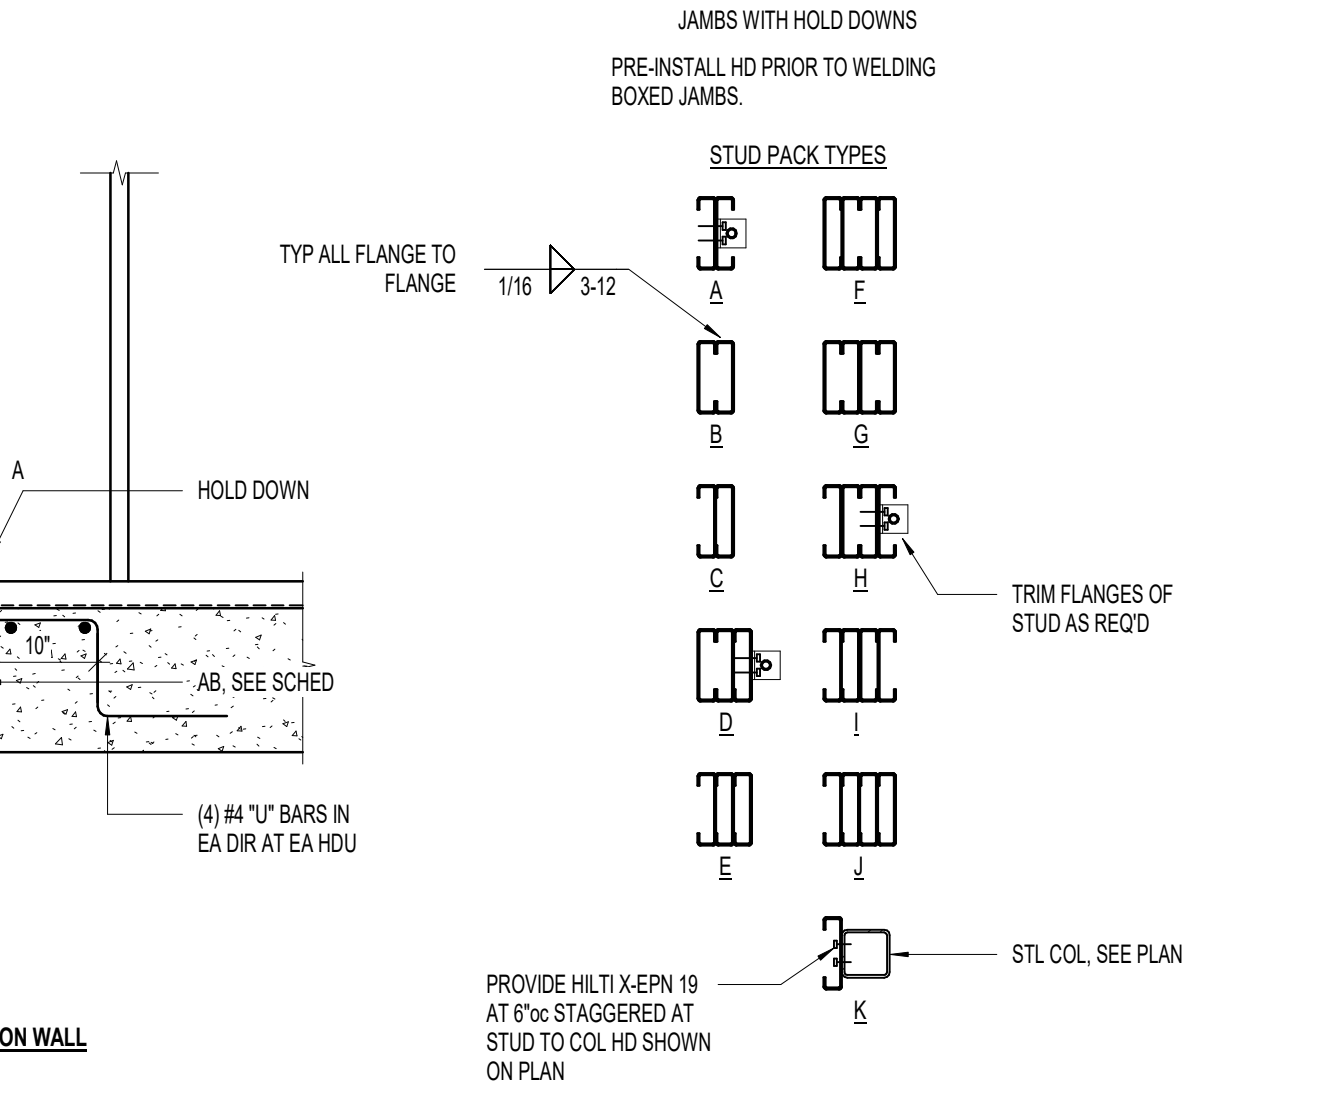 JAMBS WITH HOLD DOWNS
PRE-INSTALL HD PRIOR TO WELDING
BOXED JAMBS.
STUD PACK TYPES
TYP ALL FLANGE TO
FLANGE
1/16
3-12
A
F
B
G
A
HOLD DOWN
C
H
TRIM FLANGES OF
STUD AS REQ'D
10"
AB, SEE SCHED
D
I
(4) #4 "U" BARS IN
EA DIR AT EA HDU
E
J
STL COL, SEE PLAN
PROVIDE HILTI X-EPN 19
AT 6"oc STAGGERED AT
STUD TO COL HD SHOWN
ON PLAN
K
ON WALL